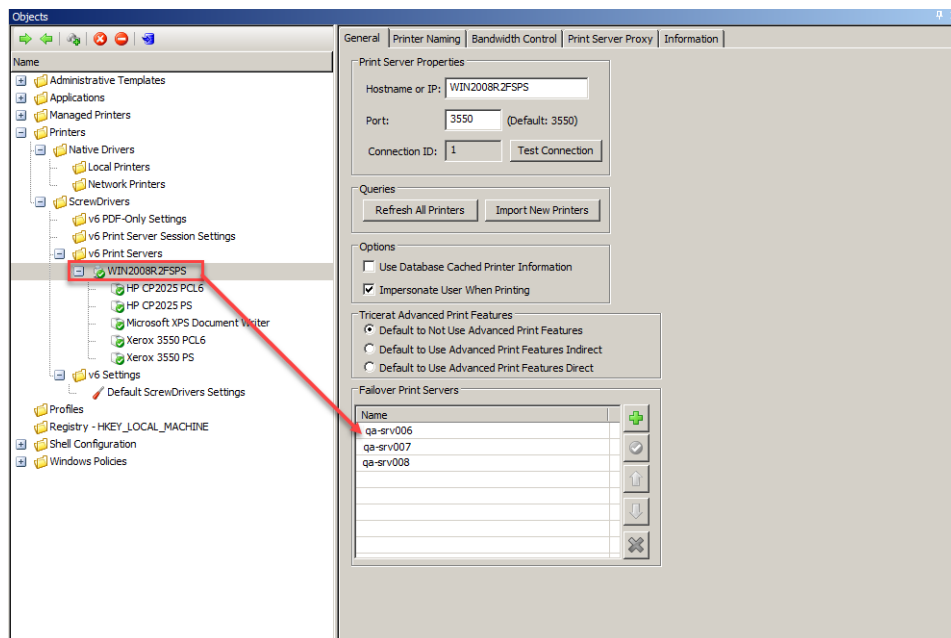 Objects
Name
Administrative Templates
Applications
Managed Printers
Printers
Native Drivers
Local Printers
Network Printers
ScrewDrivers
v6 PDF-Only Settings
v6 Print Server Session Settings
v6 Print Servers
WIN2008R2FSPS
HP CP2025 PCL6
HP CP2025 PS
Microsoft XPS Document Writer
Xerox 3550 PCL6
Xerox 3550 PS
v6 Settings
Default ScrewDrivers Settings
Profiles
Registry - HKEY_LOCAL_MACHINE
Shell Configuration
Windows Policies
General Printer Naming Bandwidth Control Print Server Proxy Information
Print Server Properties
Hostname or IP: WIN2008R2FSPS
Port: 3550 (Default: 3550)
Connection ID: 1 Test Connection
Queries
Refresh All Printers Import New Printers
Options
Use Database Cached Printer Information
Impersonate User When Printing
Tricerat Advanced Print Features
Default to Not Use Advanced Print Features
Default to Use Advanced Print Features Indirect
Default to Use Advanced Print Features Direct
Failover Print Servers
Name
qa-srv006
qa-srv007
qa-srv008